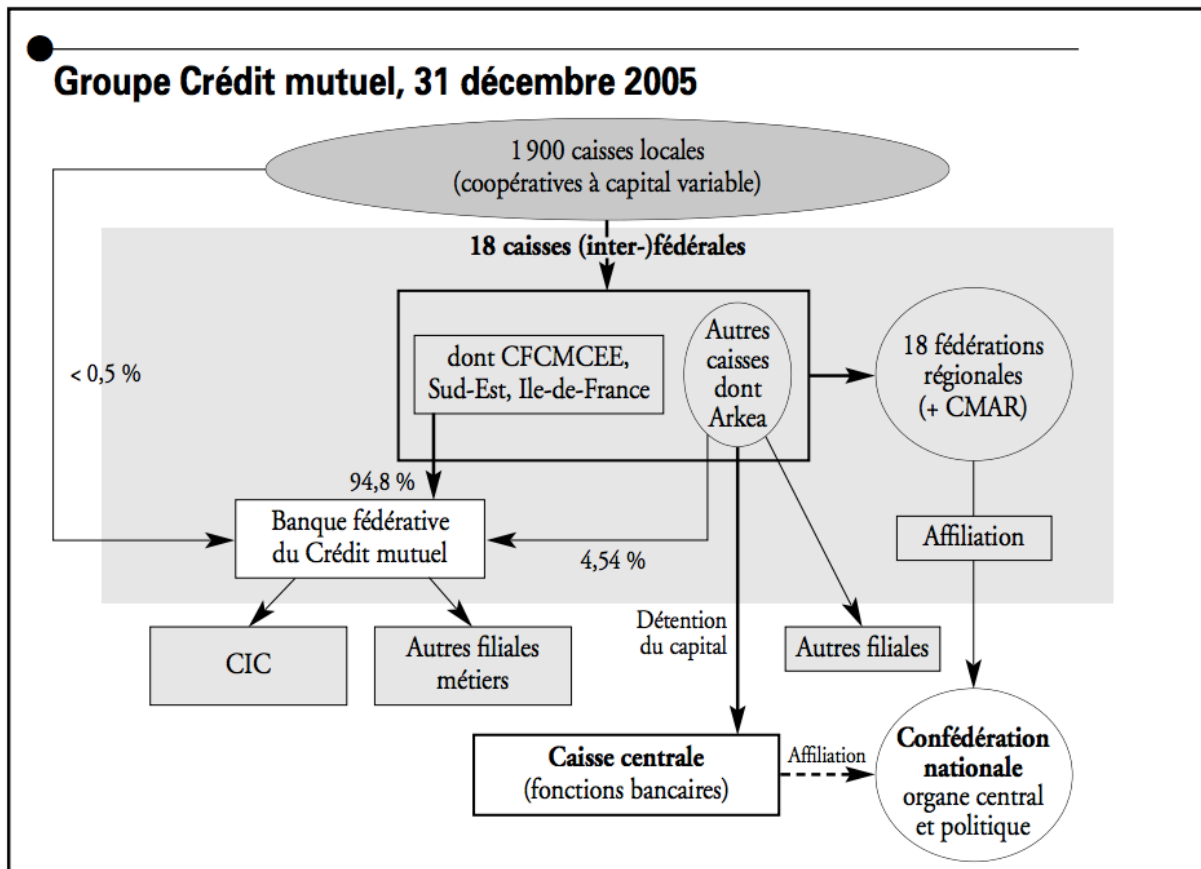 Groupe Crédit mutuel, 31 décembre 2005
1 900 caisses locales
(coopératives à capital variable)
18 caisses (inter-)fédérales
dont CFCMCEE,
Sud-Est, Ile-de-France
Autres
caisses
dont
Arkea
18 fédérations
régionales
(+ CMAR)
< 0,5 %
94,8 %
Banque fédérative
du Crédit mutuel
4,54 %
Affiliation
CIC
Autres filiales
métiers
Détention
du capital
Autres filiales
Caisse centrale
(fonctions bancaires)
Affiliation
Confédération
nationale
organe central
et politique